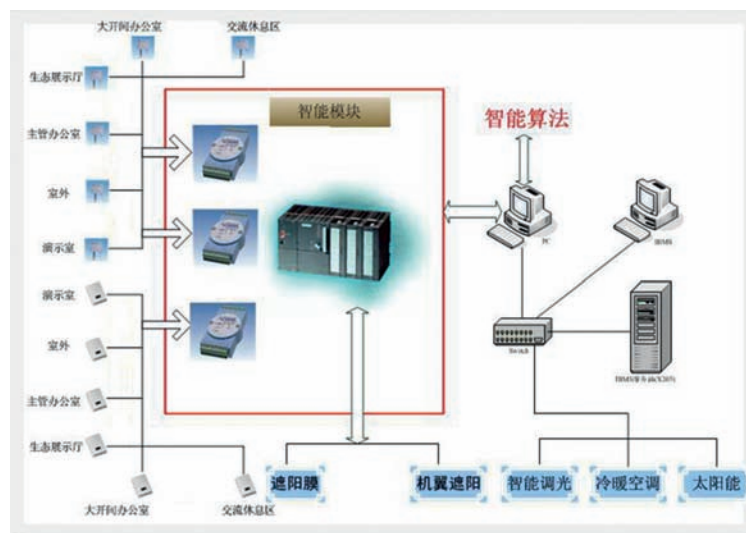 大开间办公室
交流休息区
生态展示厅
智能模块
智能算法
主管办公室
室外
PC
IBMS
演示室
演示室
Switch
室外
主管办公室
生态展示厅
遮阳膜
机翼遮阳
智能调光
冷暖空调
太阳能
大开间办公室
交流休息区